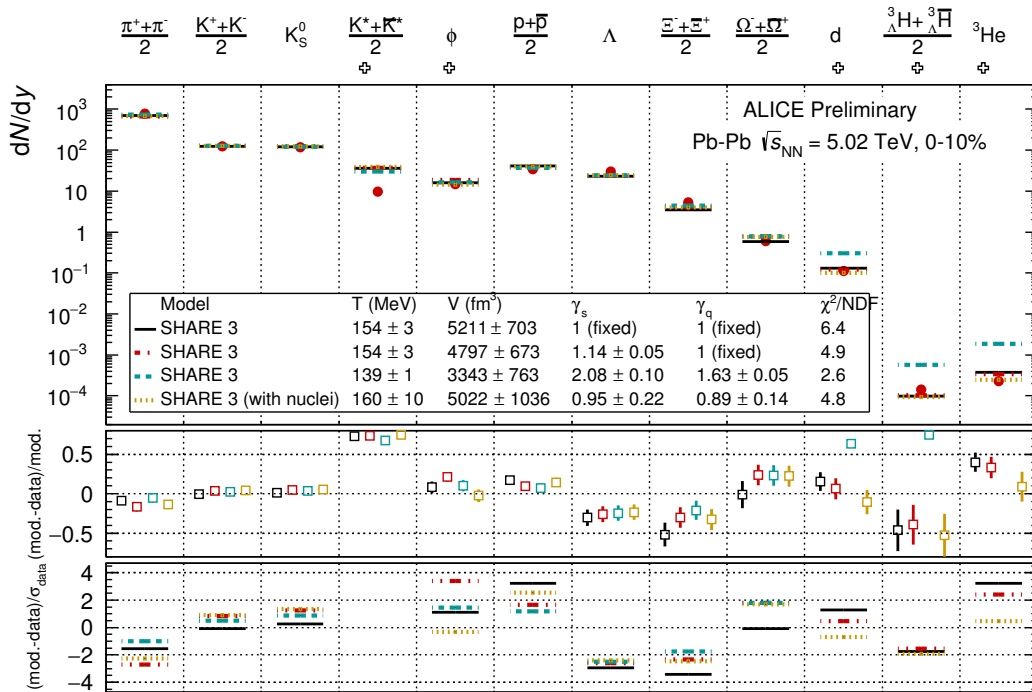 π⁺+π⁻ K⁺+K⁻ K⁰S K*+K̅* ϕ p+p̅ Λ Ξ⁻+Ξ̅⁺ Ω⁻+Ω̅⁺ d ³ΛH+³ΛH̅ ³He
2 2 2 2 2 2 2
dN/dy
10³
10²
10
1
10⁻¹
10⁻²
10⁻³
10⁻⁴
ALICE Preliminary
Pb-Pb √sNN = 5.02 TeV, 0-10%
Model T (MeV) V (fm³) γs γq χ²/NDF
SHARE 3 154 ± 3 5211 ± 703 1 (fixed) 1 (fixed) 6.4
SHARE 3 154 ± 3 4797 ± 673 1.14 ± 0.05 1 (fixed) 4.9
SHARE 3 139 ± 1 3343 ± 763 2.08 ± 0.10 1.63 ± 0.05 2.6
SHARE 3 (with nuclei) 160 ± 10 5022 ± 1036 0.95 ± 0.22 0.89 ± 0.14 4.8
(mod.-data)/mod.
0.5
0
−0.5
(mod.-data)/σdata
4
2
0
−2
−4